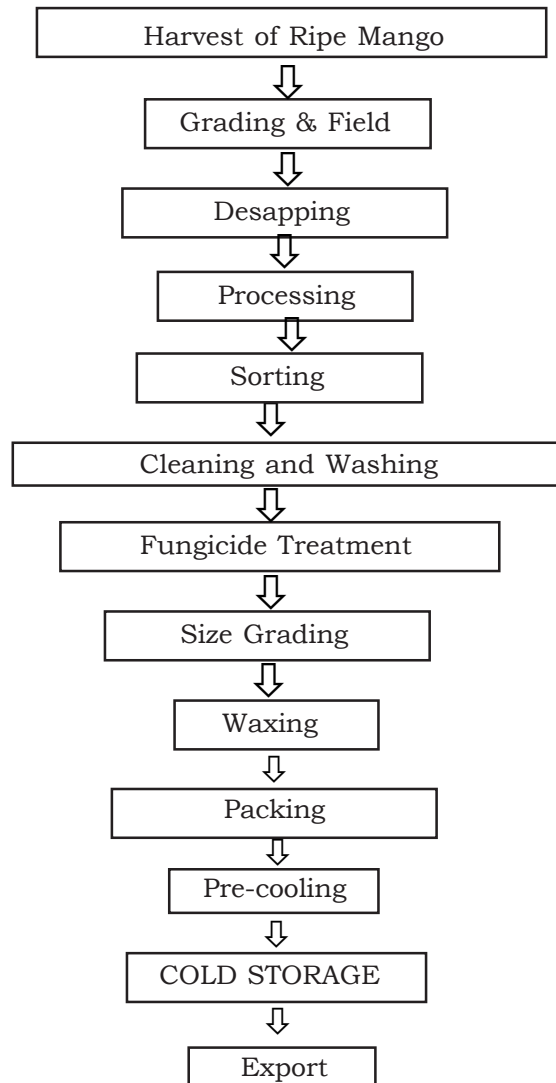 Harvest of Ripe Mango
Grading & Field
Desapping
Processing
Sorting
Cleaning and Washing
Fungicide Treatment
Size Grading
Waxing
Packing
Pre-cooling
COLD STORAGE
Export